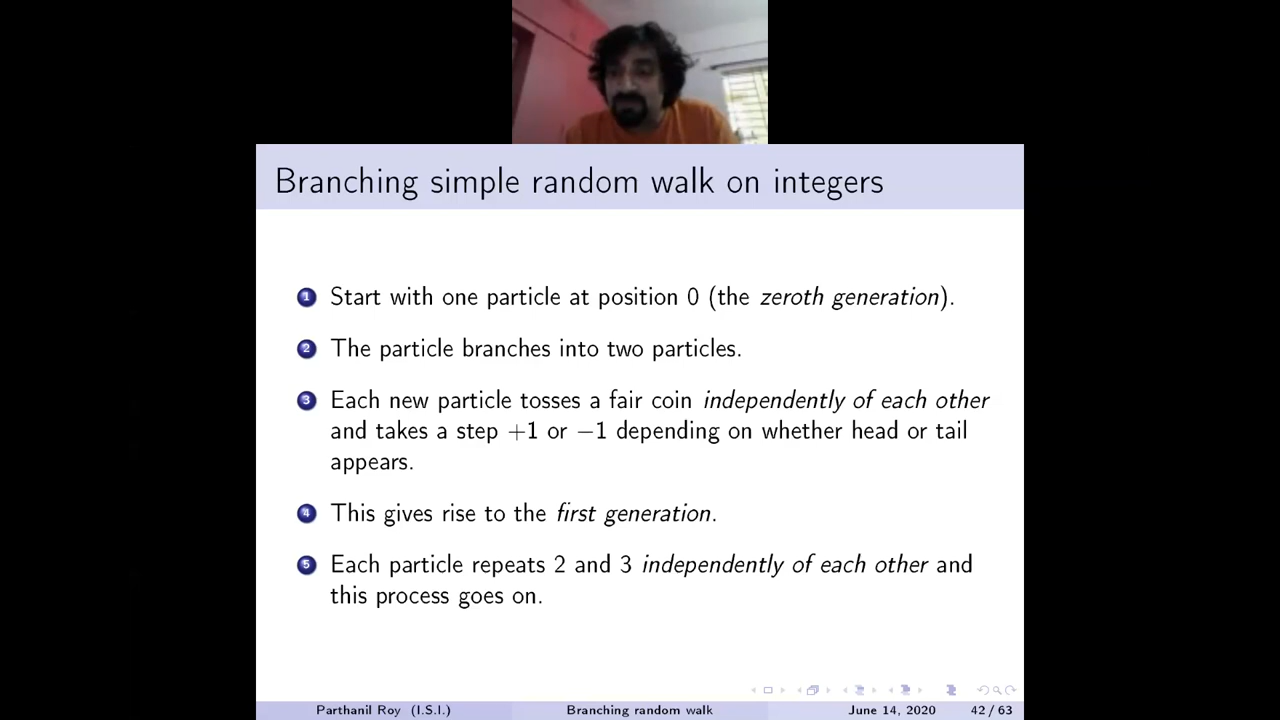 Branching simple random walk on integers
1 Start with one particle at position 0 (the zeroth generation).
2 The particle branches into two particles.
3 Each new particle tosses a fair coin independently of each other
and takes a step +1 or −1 depending on whether head or tail
appears.
4 This gives rise to the first generation.
5 Each particle repeats 2 and 3 independently of each other and
this process goes on.
Parthanil Roy (I.S.I.) Branching random walk June 14, 2020 42 / 63